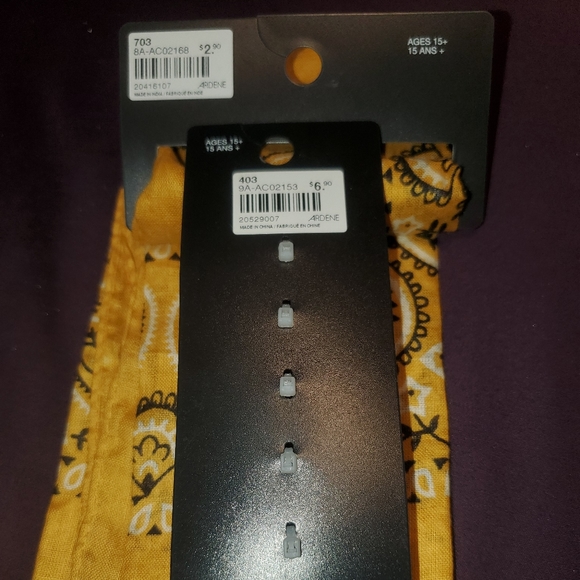 703
8A-AC02168 $2.90
20416107 ARDENE
MADE IN INDIA / FABRIQUÉ EN INDE
AGES 15+
15 ANS +
AGES 15+
15 ANS +
403
9A-AC02153 $6.90
20529007 ARDENE
MADE IN CHINA / FABRIQUÉ EN CHINE